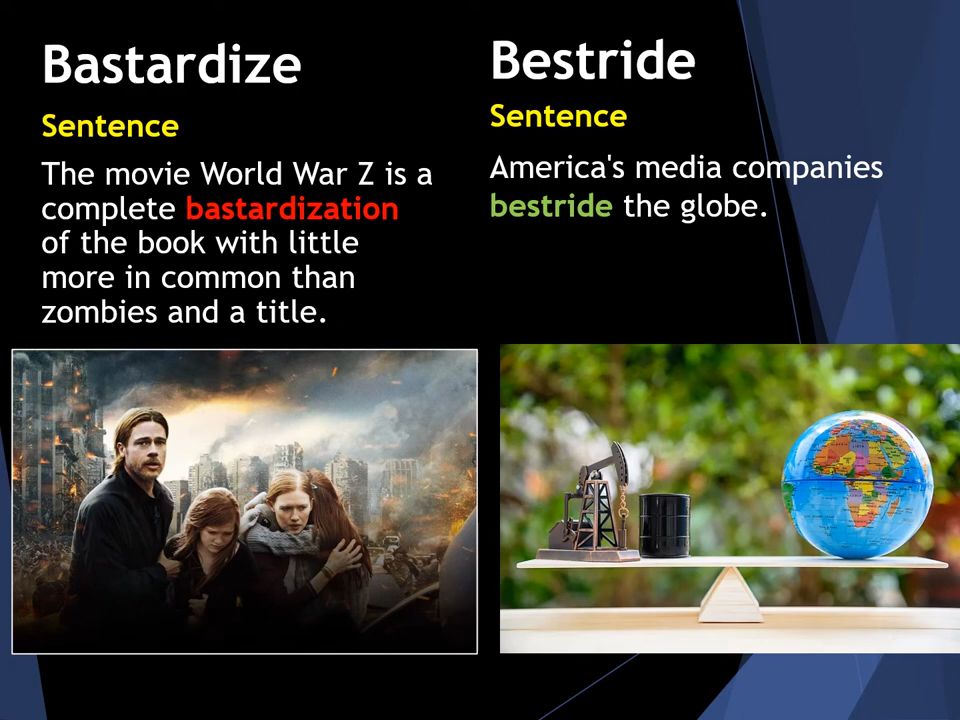 Bastardize
Sentence
The movie World War Z is a
complete bastardization
of the book with little
more in common than
zombies and a title.
Bestride
Sentence
America's media companies
bestride the globe.